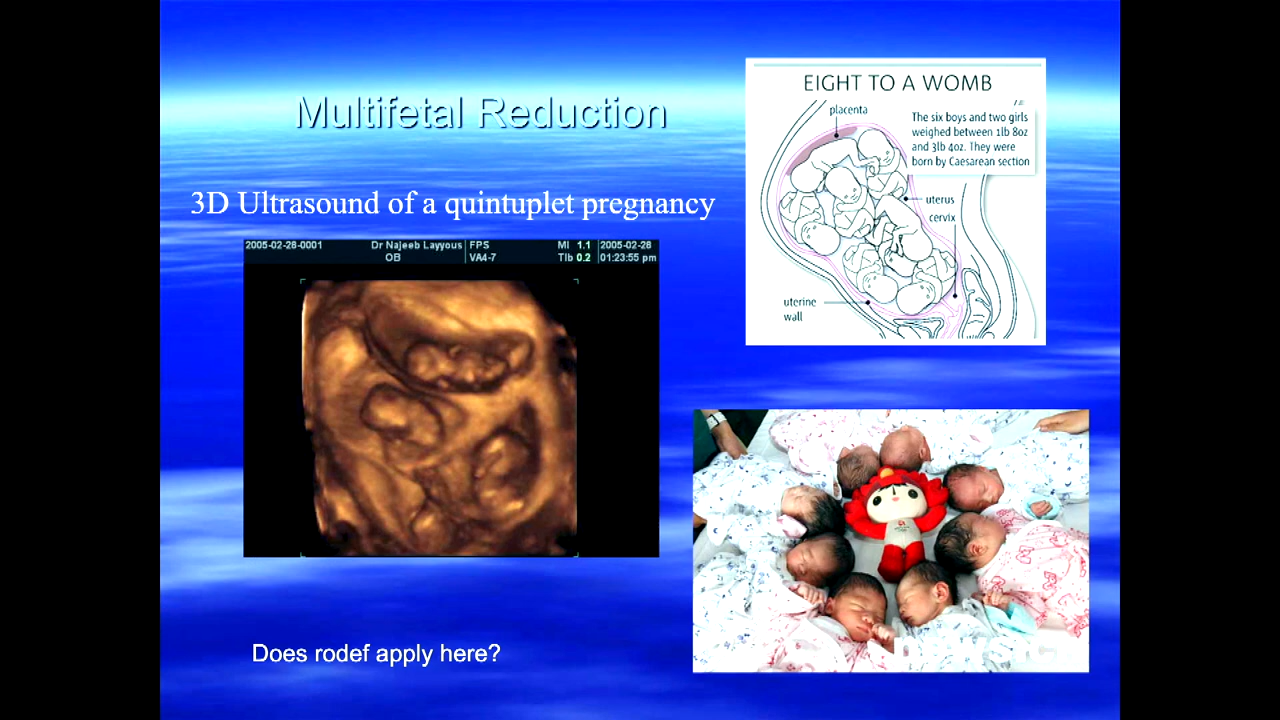 Multifetal Reduction
3D Ultrasound of a quintuplet pregnancy
2005-02-28-0001 Dr Najeeb Layyous FPS MI 1.1 2005-02-28
OB VA4-7 TIb 0.2 01:23:55 pm
EIGHT TO A WOMB
placenta
The six boys and two girls
weighed between 1lb 8oz
and 3lb 4oz. They were
born by Caesarean section
uterus
cervix
uterine
wall
Does rodef apply here?